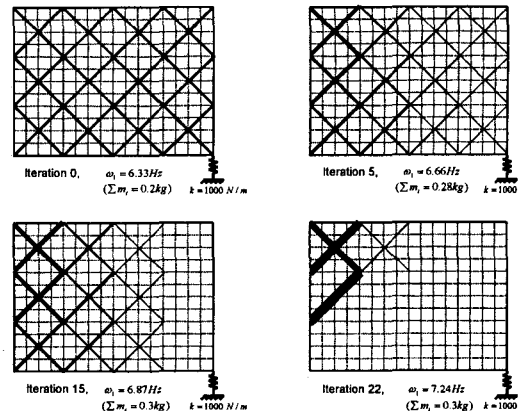 Iteration 0, ω₁ = 6.33Hz
(∑ mᵢ = 0.2kg) k = 1000 N / m
Iteration 5, ω₁ = 6.66Hz
(∑ mᵢ = 0.28kg) k = 1000
Iteration 15, ω₁ = 6.87Hz
(∑ mᵢ = 0.3kg) k = 1000 N / m
Iteration 22, ω₁ = 7.24Hz
(∑ mᵢ = 0.3kg) k = 1000